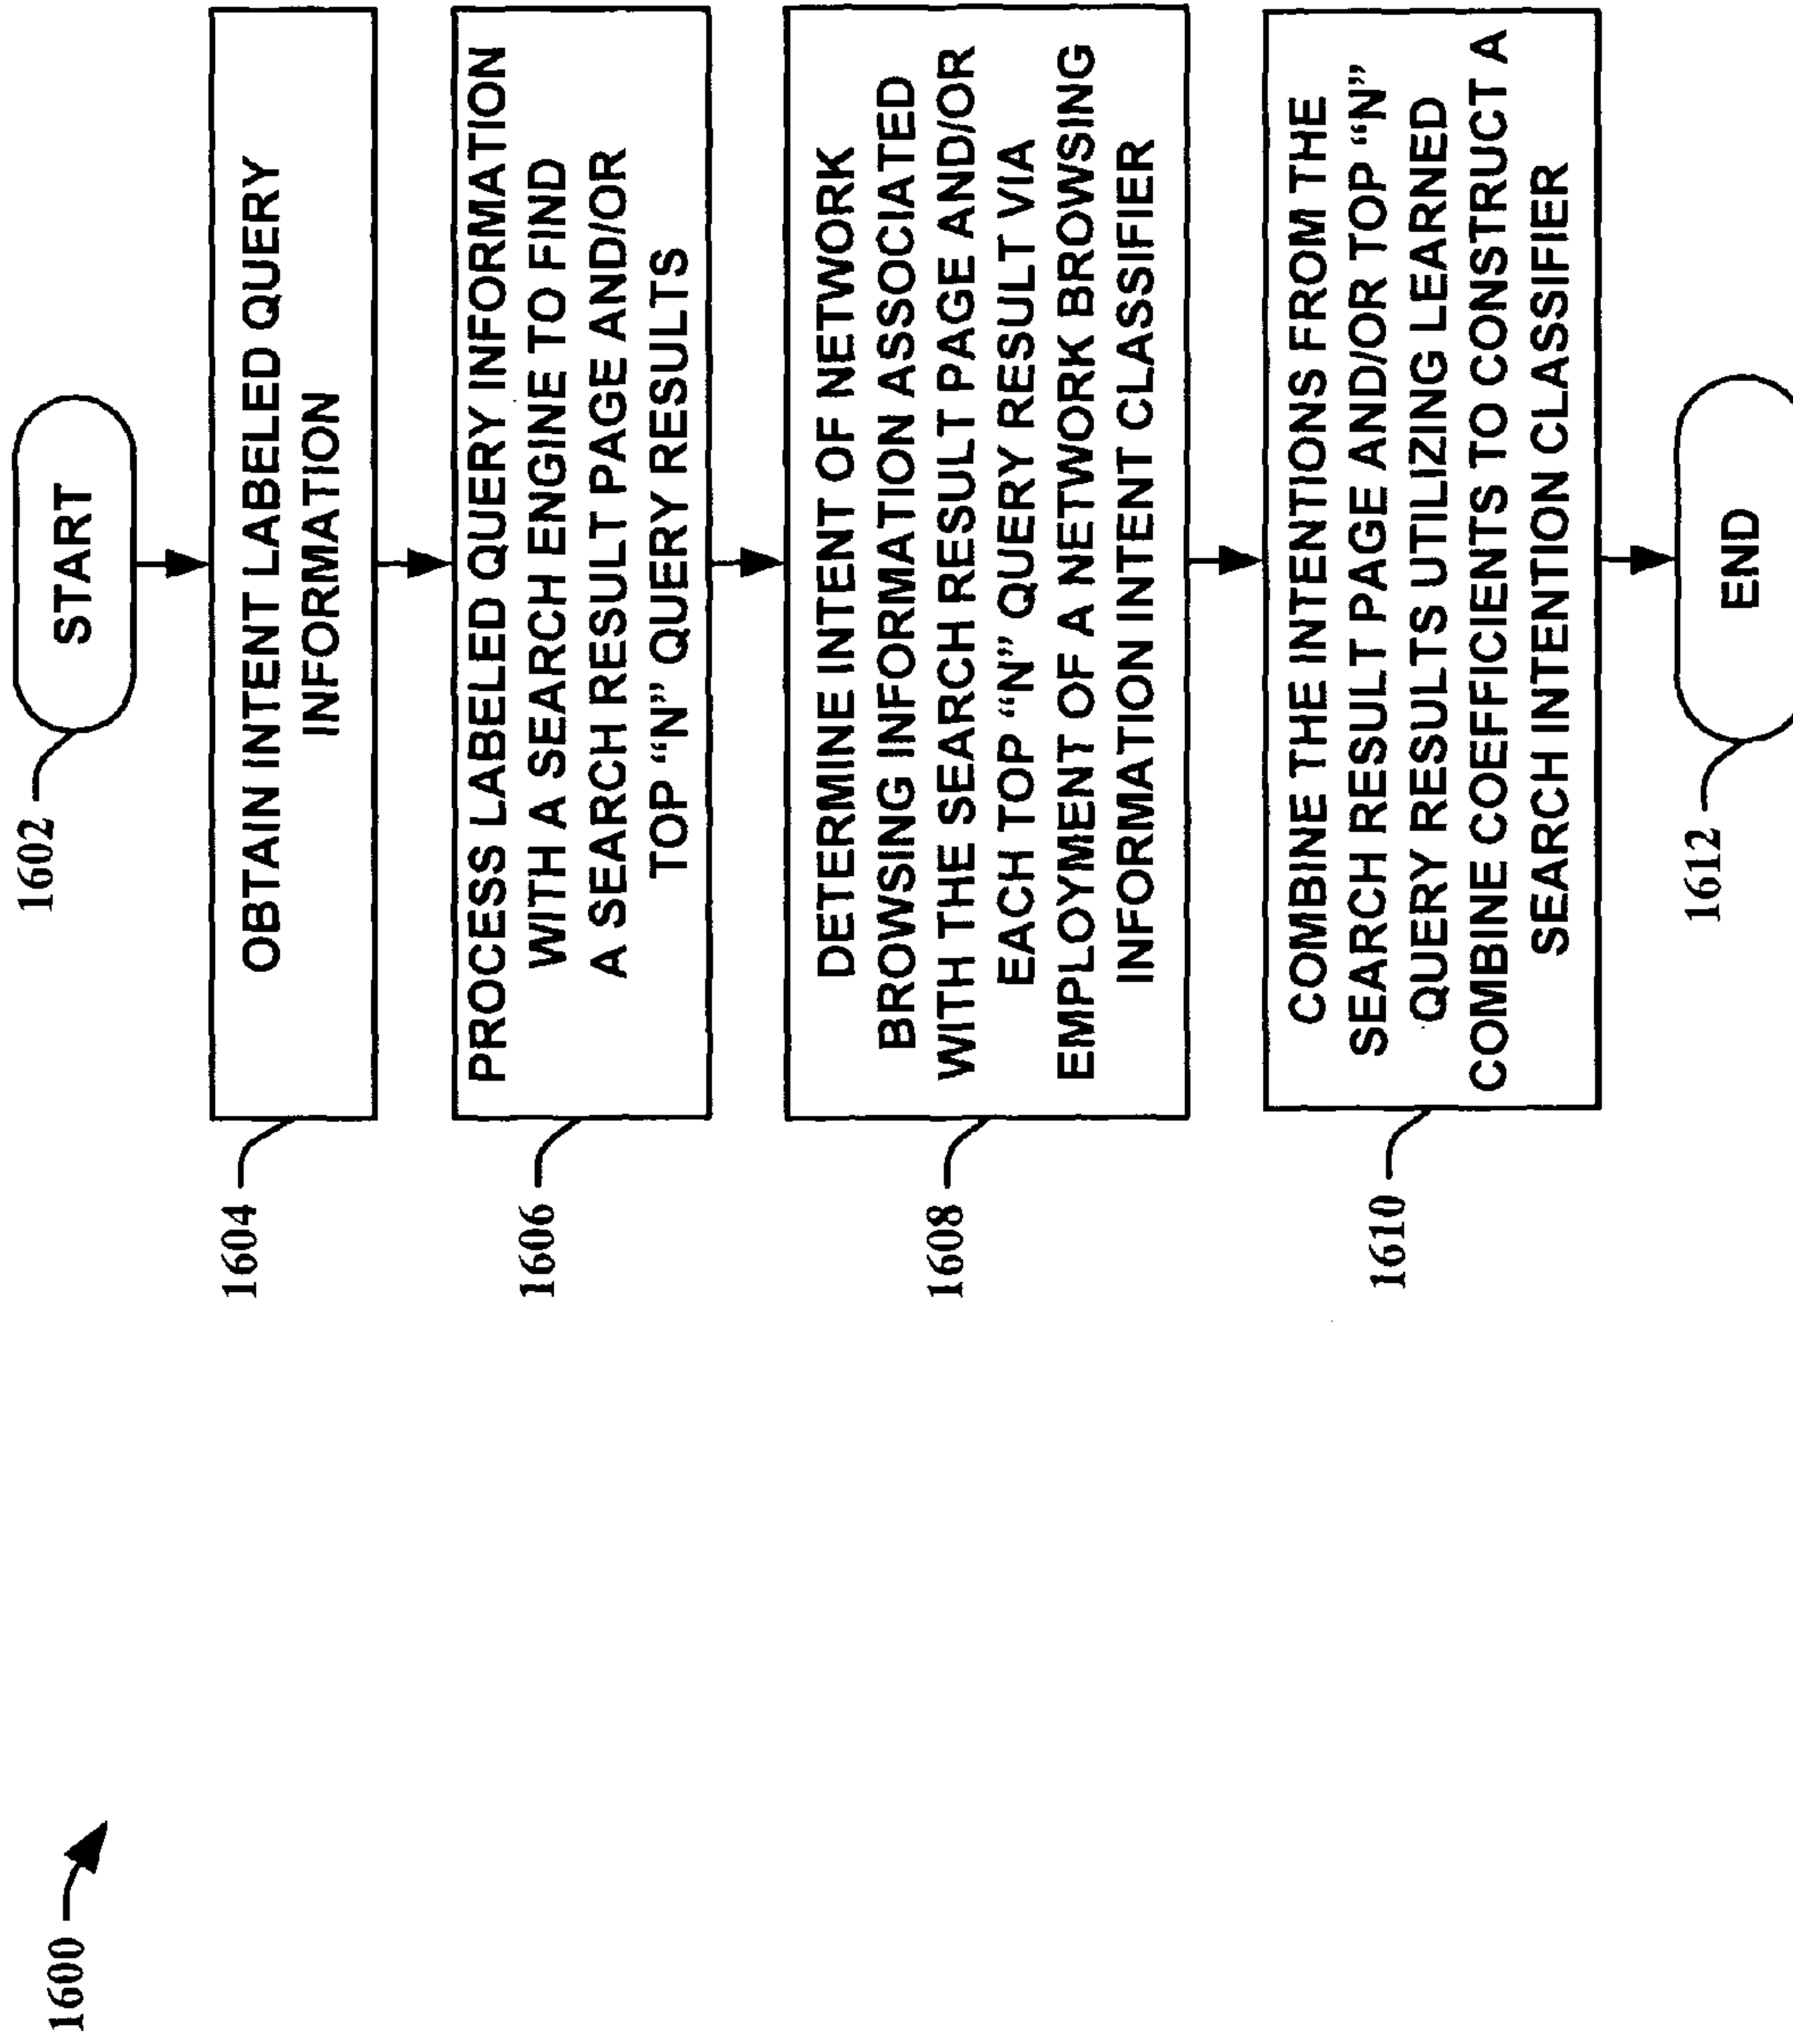 1600
1602
START
1604
OBTAIN INTENT LABELED QUERY
INFORMATION
1606
PROCESS LABELED QUERY INFORMATION
WITH A SEARCH ENGINE TO FIND
A SEARCH RESULT PAGE AND/OR
TOP “N” QUERY RESULTS
1608
DETERMINE INTENT OF NETWORK
BROWSING INFORMATION ASSOCIATED
WITH THE SEARCH RESULT PAGE AND/OR
EACH TOP “N” QUERY RESULT VIA
EMPLOYMENT OF A NETWORK BROWSING
INFORMATION INTENT CLASSIFIER
1610
COMBINE THE INTENTIONS FROM THE
SEARCH RESULT PAGE AND/OR TOP “N”
QUERY RESULTS UTILIZING LEARNED
COMBINE COEFFICIENTS TO CONSTRUCT A
SEARCH INTENTION CLASSIFIER
1612
END